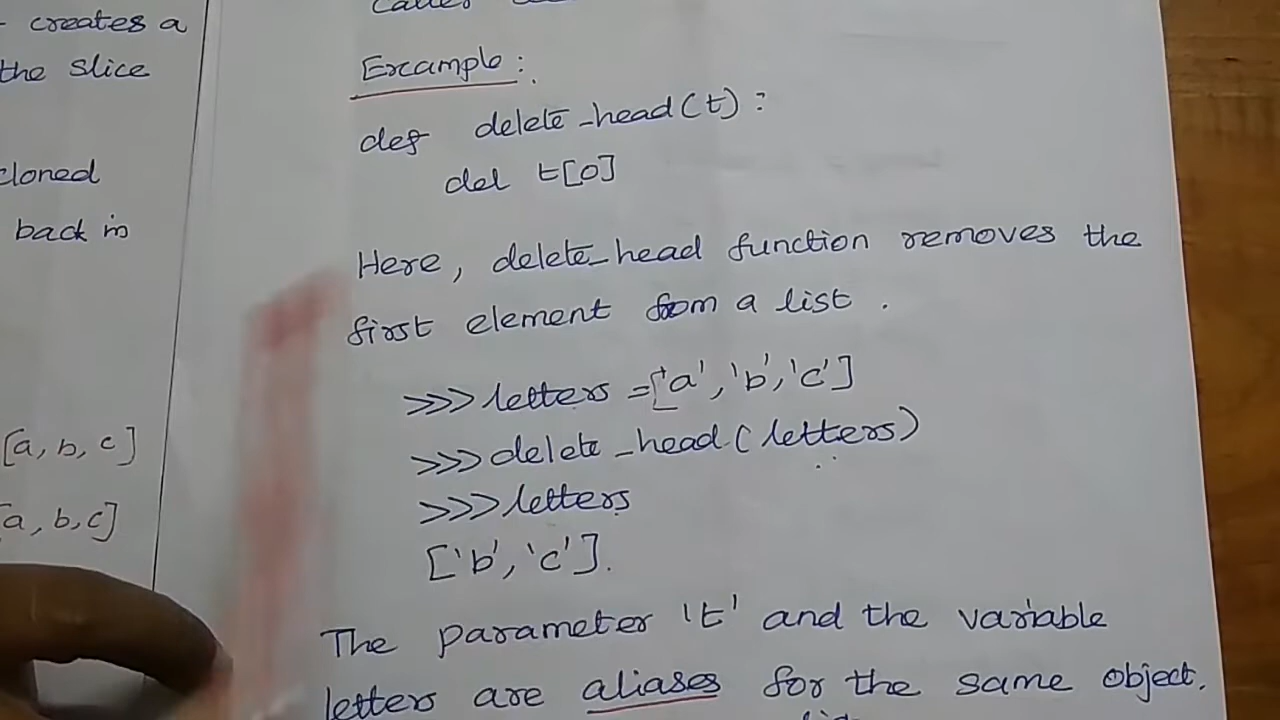 creates a
the slice
cloned
back in
[a, b, c]
[a, b, c]
Example:
def delete_head(t):
del t[0]
Here, delete_head function removes the
first element from a list.
>>> letters = ['a', 'b', 'c']
>>> delete_head(letters)
>>> letters
['b', 'c'].
The parameter 't' and the variable
letters are aliases for the same object.